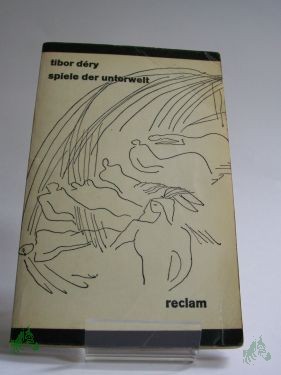 tibor déry
spiele der unterwelt
reclam